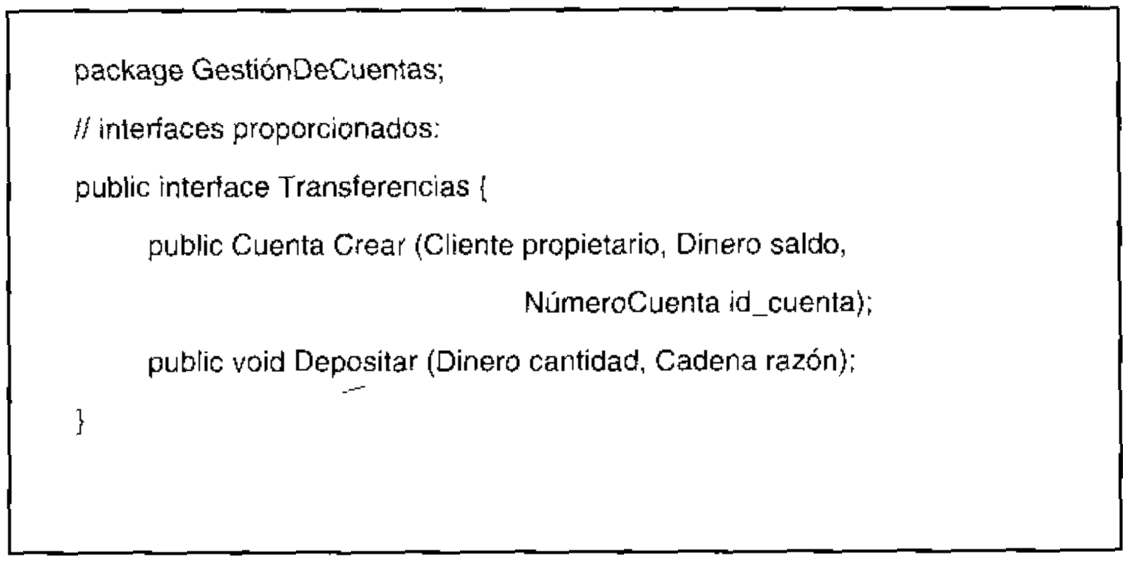 package GestiónDeCuentas;
// interfaces proporcionados:
public interface Transferencias {
public Cuenta Crear (Cliente propietario, Dinero saldo,
NúmeroCuenta id_cuenta);
public void Depositar (Dinero cantidad, Cadena razón);
}